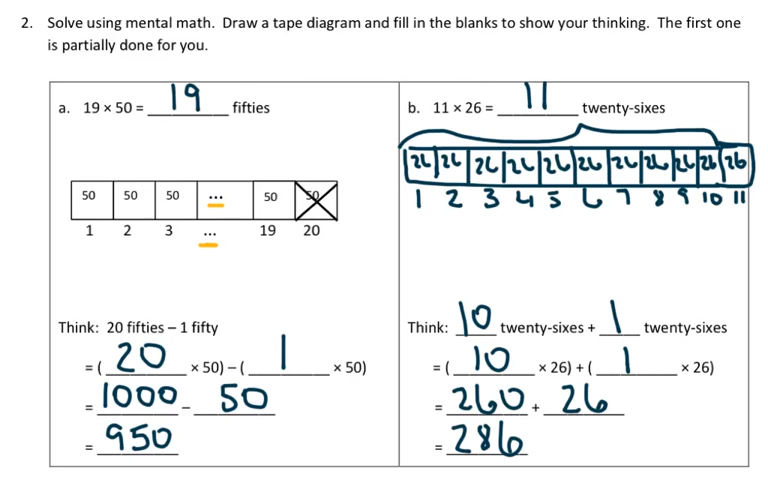 2. Solve using mental math. Draw a tape diagram and fill in the blanks to show your thinking. The first one
is partially done for you.
a. 19 × 50 = 19 fifties
50 50 50 ... 50 50
1 2 3 ... 19 20
Think: 20 fifties – 1 fifty
= ( 20 × 50) – ( 1 × 50)
= 1000 – 50
= 950
b. 11 × 26 = 11 twenty-sixes
26 26 26 26 26 26 26 26 26 26 26
1 2 3 4 5 6 7 8 9 10 11
Think: 10 twenty-sixes + 1 twenty-sixes
= ( 10 × 26) + ( 1 × 26)
= 260 + 26
= 286